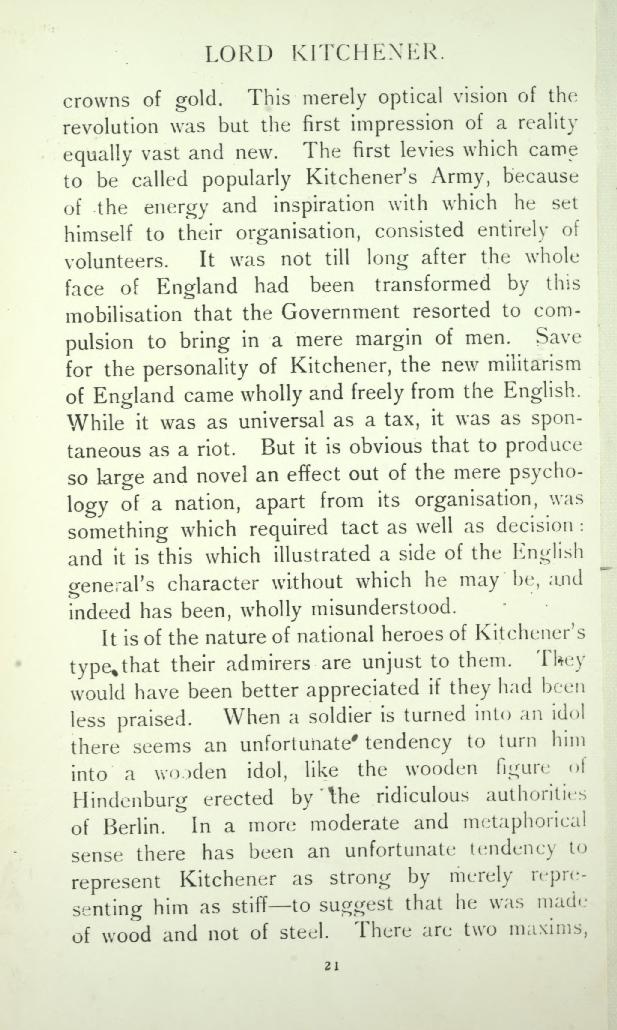 LORD KITCHENER.
crowns of gold. This merely optical vision of the
revolution was but the first impression of a reality
equally vast and new. The first levies which came
to be called popularly Kitchener's Army, because
of the energy and inspiration with which he set
himself to their organisation, consisted entirely of
volunteers. It was not till long after the whole
face of England had been transformed by this
mobilisation that the Government resorted to com-
pulsion to bring in a mere margin of men. Save
for the personality of Kitchener, the new militarism
of England came wholly and freely from the English.
While it was as universal as a tax, it was as spon-
taneous as a riot. But it is obvious that to produce
so large and novel an effect out of the mere psycho-
logy of a nation, apart from its organisation, was
something which required tact as well as decision :
and it is this which illustrated a side of the English
general's character without which he may be, and
indeed has been, wholly misunderstood.
It is of the nature of national heroes of Kitchener's
type that their admirers are unjust to them. They
would have been better appreciated if they had been
less praised. When a soldier is turned into an idol
there seems an unfortunate tendency to turn him
into a wooden idol, like the wooden figure of
Hindenburg erected by the ridiculous authorities
of Berlin. In a more moderate and metaphorical
sense there has been an unfortunate tendency to
represent Kitchener as strong by merely repre-
senting him as stiff—to suggest that he was made
of wood and not of steel. There are two maxims,
21